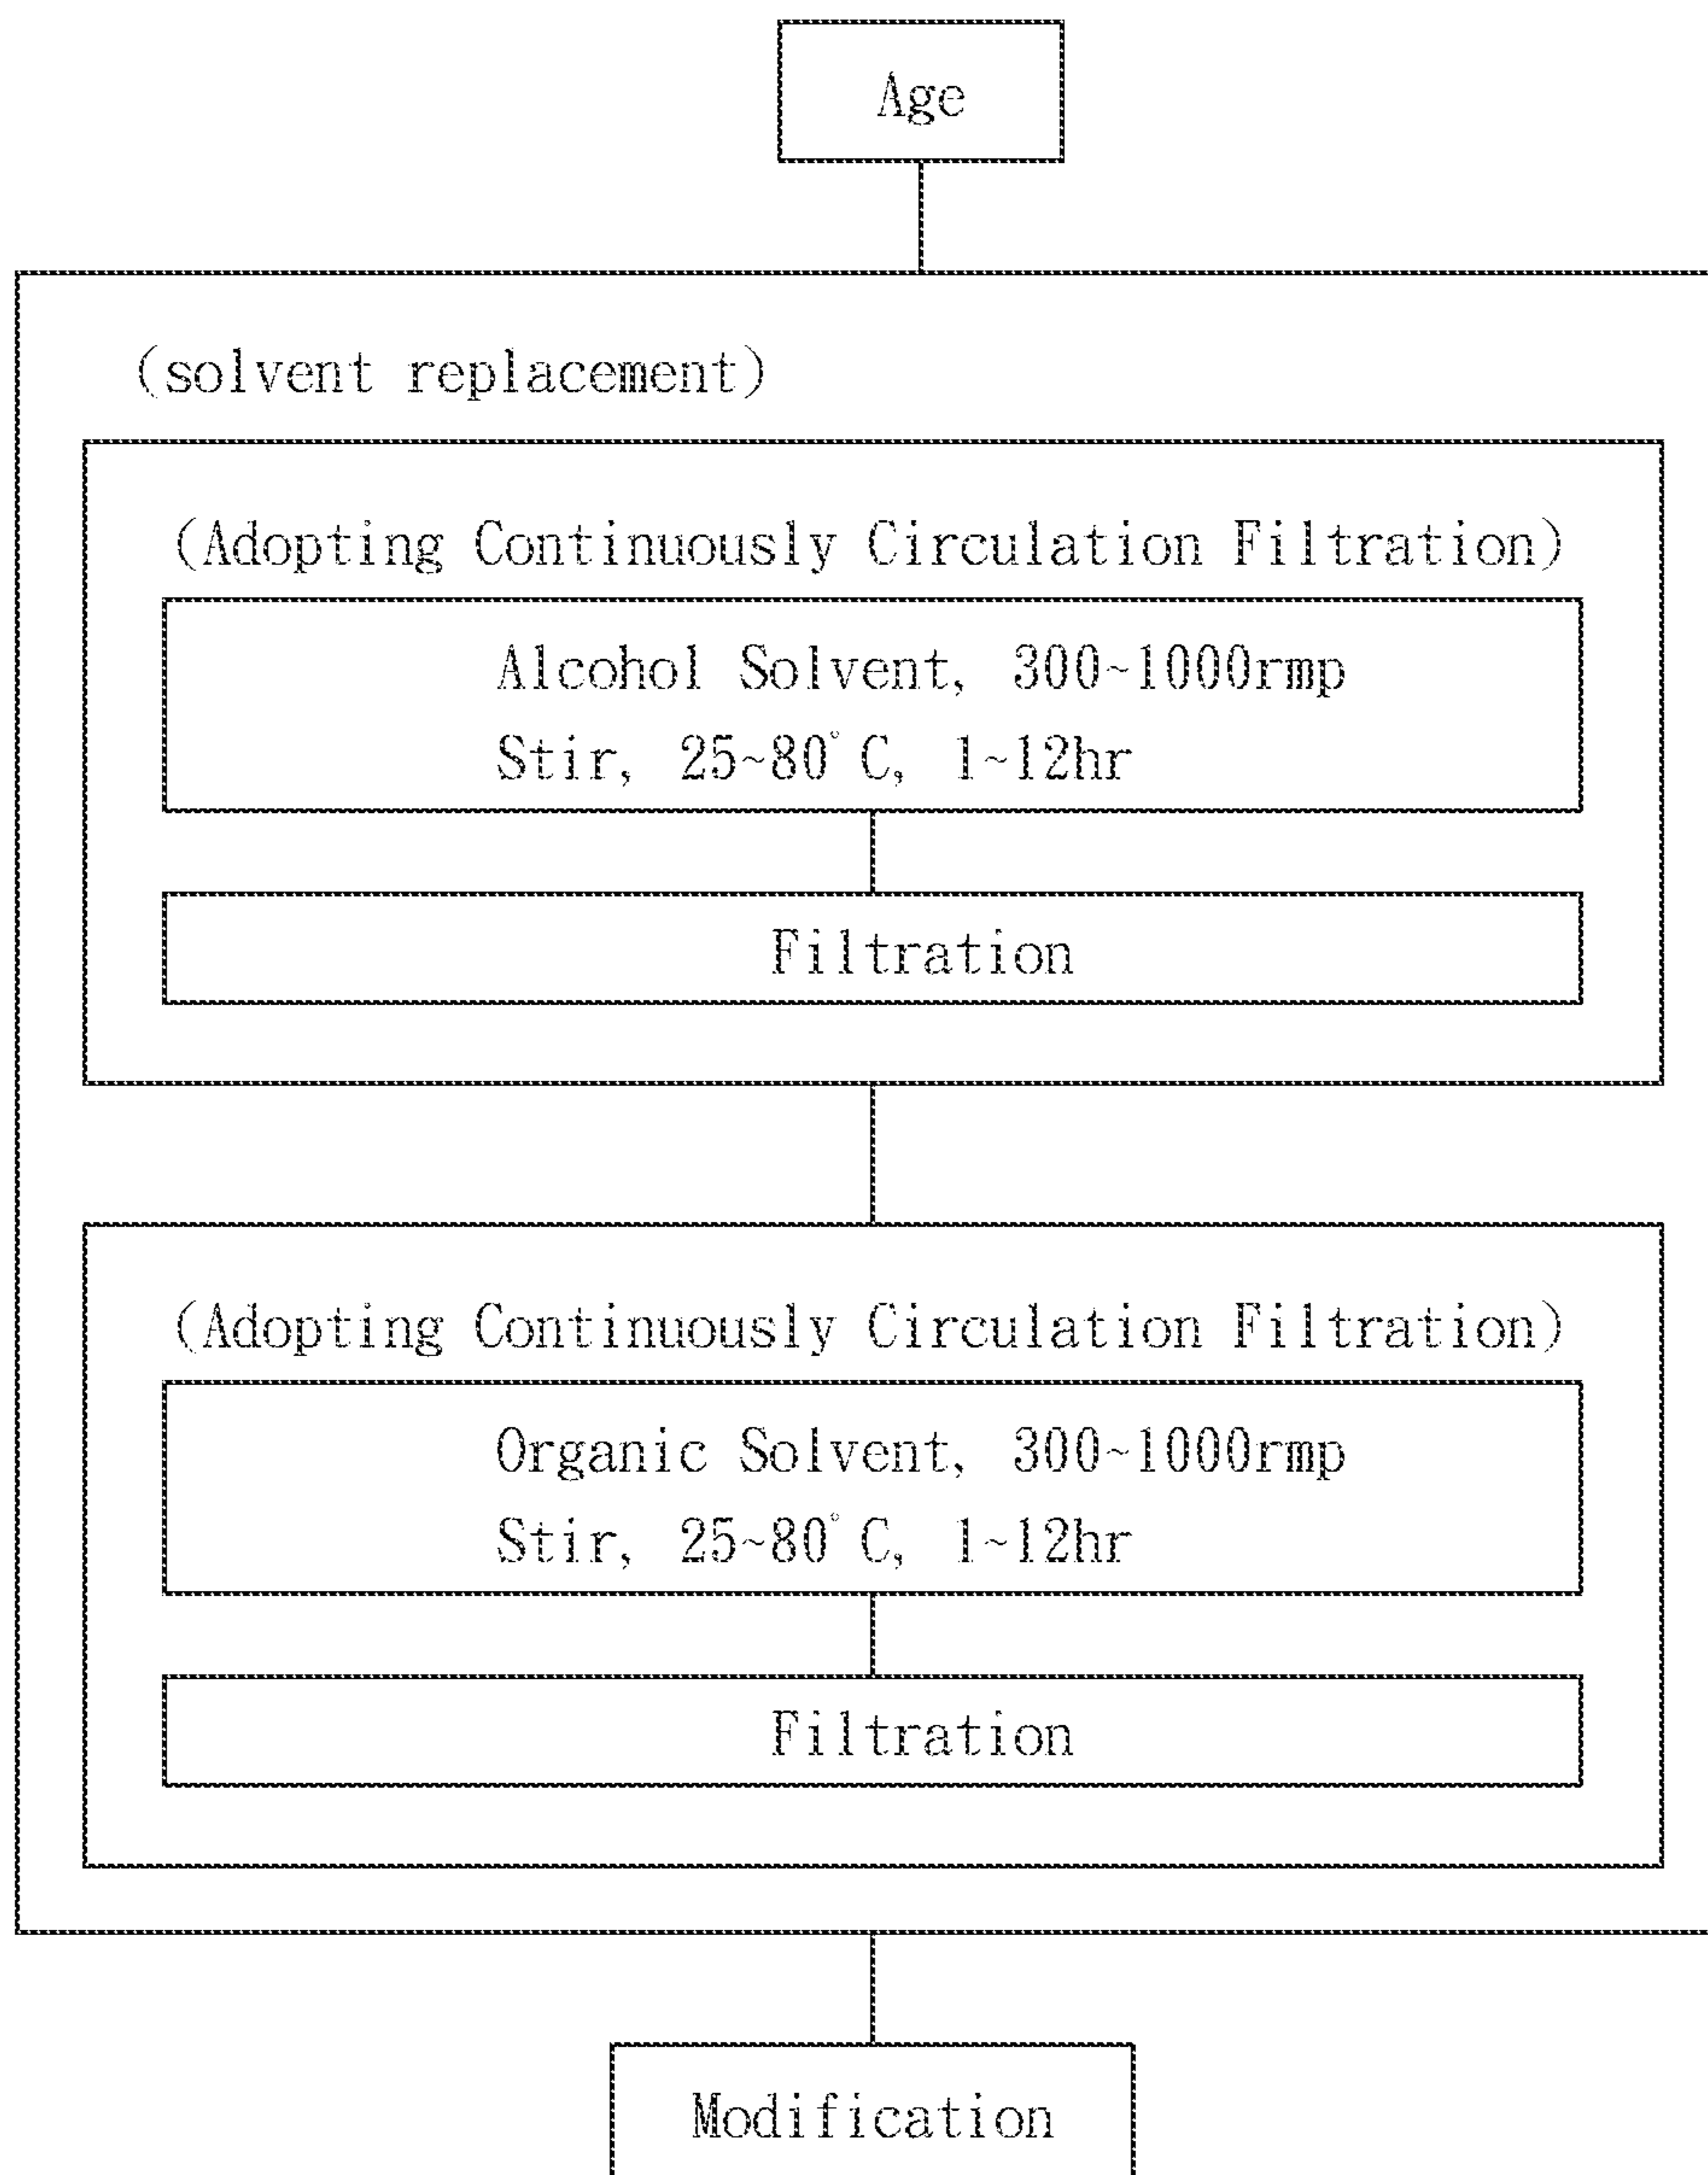 Age
(solvent replacement)
(Adopting Continuously Circulation Filtration)
Alcohol Solvent, 300~1000rmp
Stir, 25~80°C, 1~12hr
Filtration
(Adopting Continuously Circulation Filtration)
Organic Solvent, 300~1000rmp
Stir, 25~80°C, 1~12hr
Filtration
Modification